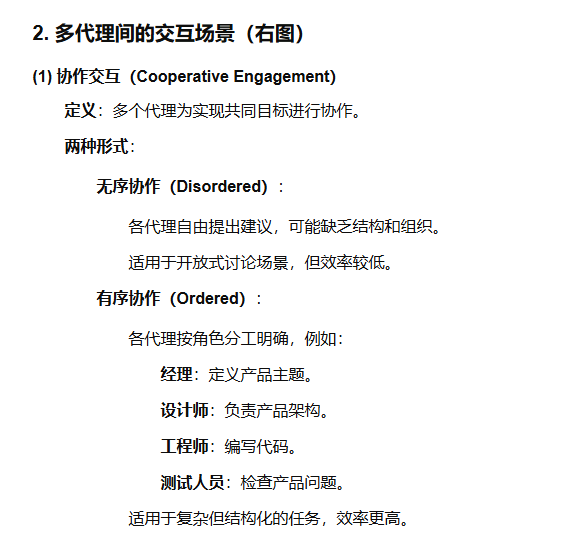 2. 多代理间的交互场景（右图）
(1) 协作交互（Cooperative Engagement）
定义：多个代理为实现共同目标进行协作。
两种形式：
无序协作（Disordered）：
各代理自由提出建议，可能缺乏结构和组织。
适用于开放式讨论场景，但效率较低。
有序协作（Ordered）：
各代理按角色分工明确，例如：
经理：定义产品主题。
设计师：负责产品架构。
工程师：编写代码。
测试人员：检查产品问题。
适用于复杂但结构化的任务，效率更高。